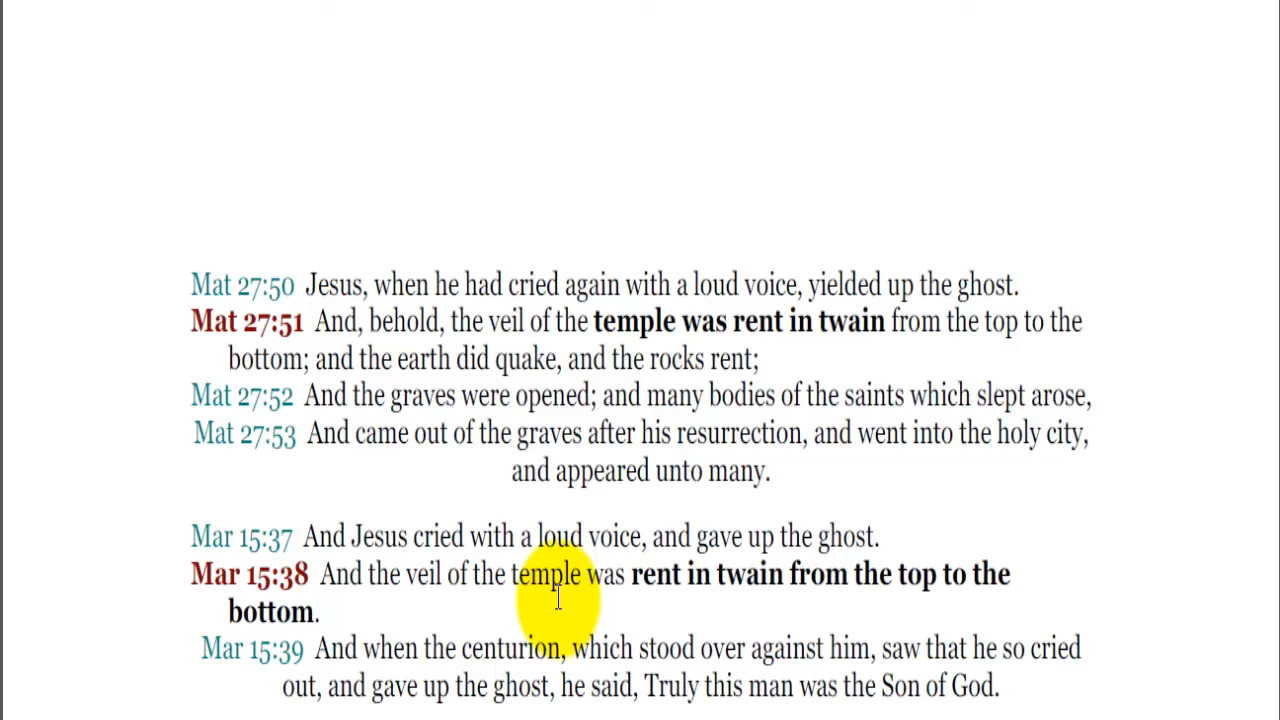 Mat 27:50 Jesus, when he had cried again with a loud voice, yielded up the ghost.
Mat 27:51 And, behold, the veil of the temple was rent in twain from the top to the
bottom; and the earth did quake, and the rocks rent;
Mat 27:52 And the graves were opened; and many bodies of the saints which slept arose,
Mat 27:53 And came out of the graves after his resurrection, and went into the holy city,
and appeared unto many.
Mar 15:37 And Jesus cried with a loud voice, and gave up the ghost.
Mar 15:38 And the veil of the temple was rent in twain from the top to the
bottom.
Mar 15:39 And when the centurion, which stood over against him, saw that he so cried
out, and gave up the ghost, he said, Truly this man was the Son of God.